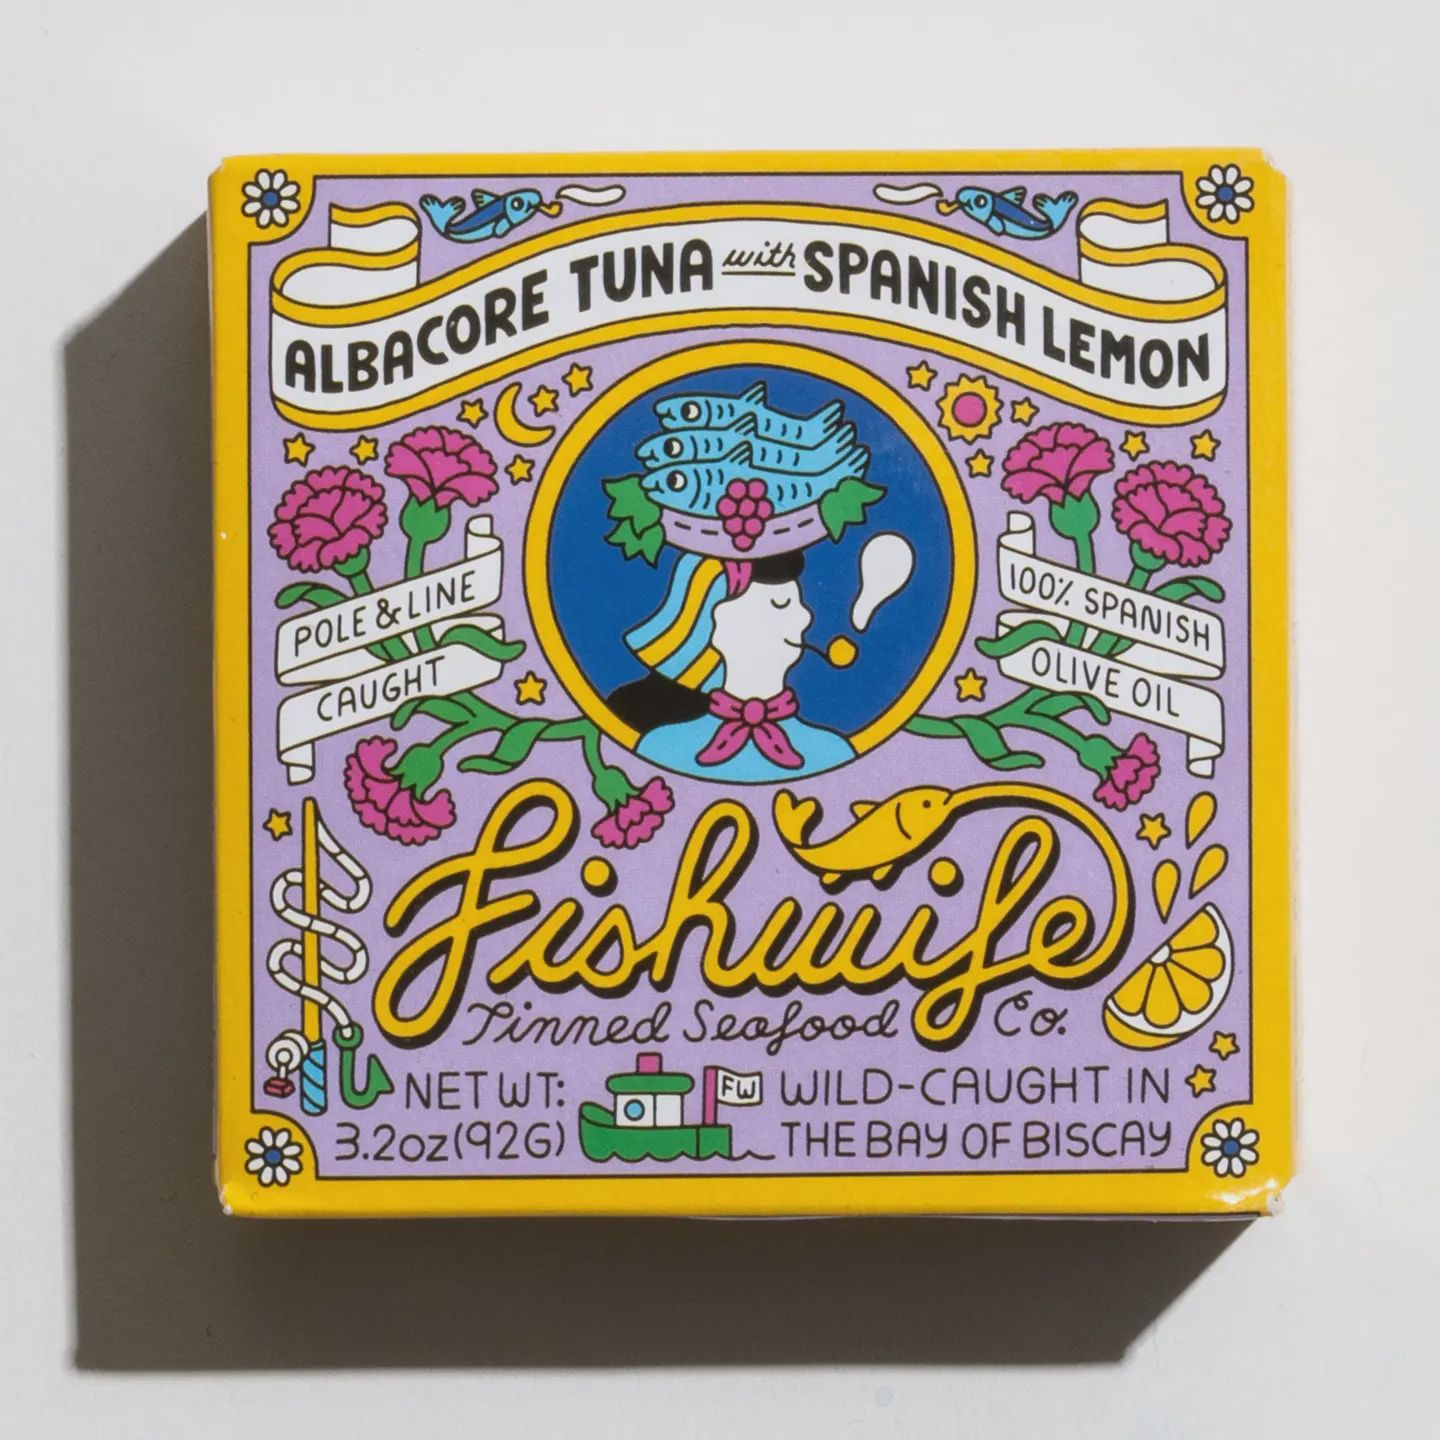 ALBACORE TUNA with SPANISH LEMON
POLE & LINE
CAUGHT
100% SPANISH
OLIVE OIL
Fishwife
Tinned Seafood Co.
NET WT:
3.2oz(92G)
FW
WILD-CAUGHT IN
THE BAY OF BISCAY